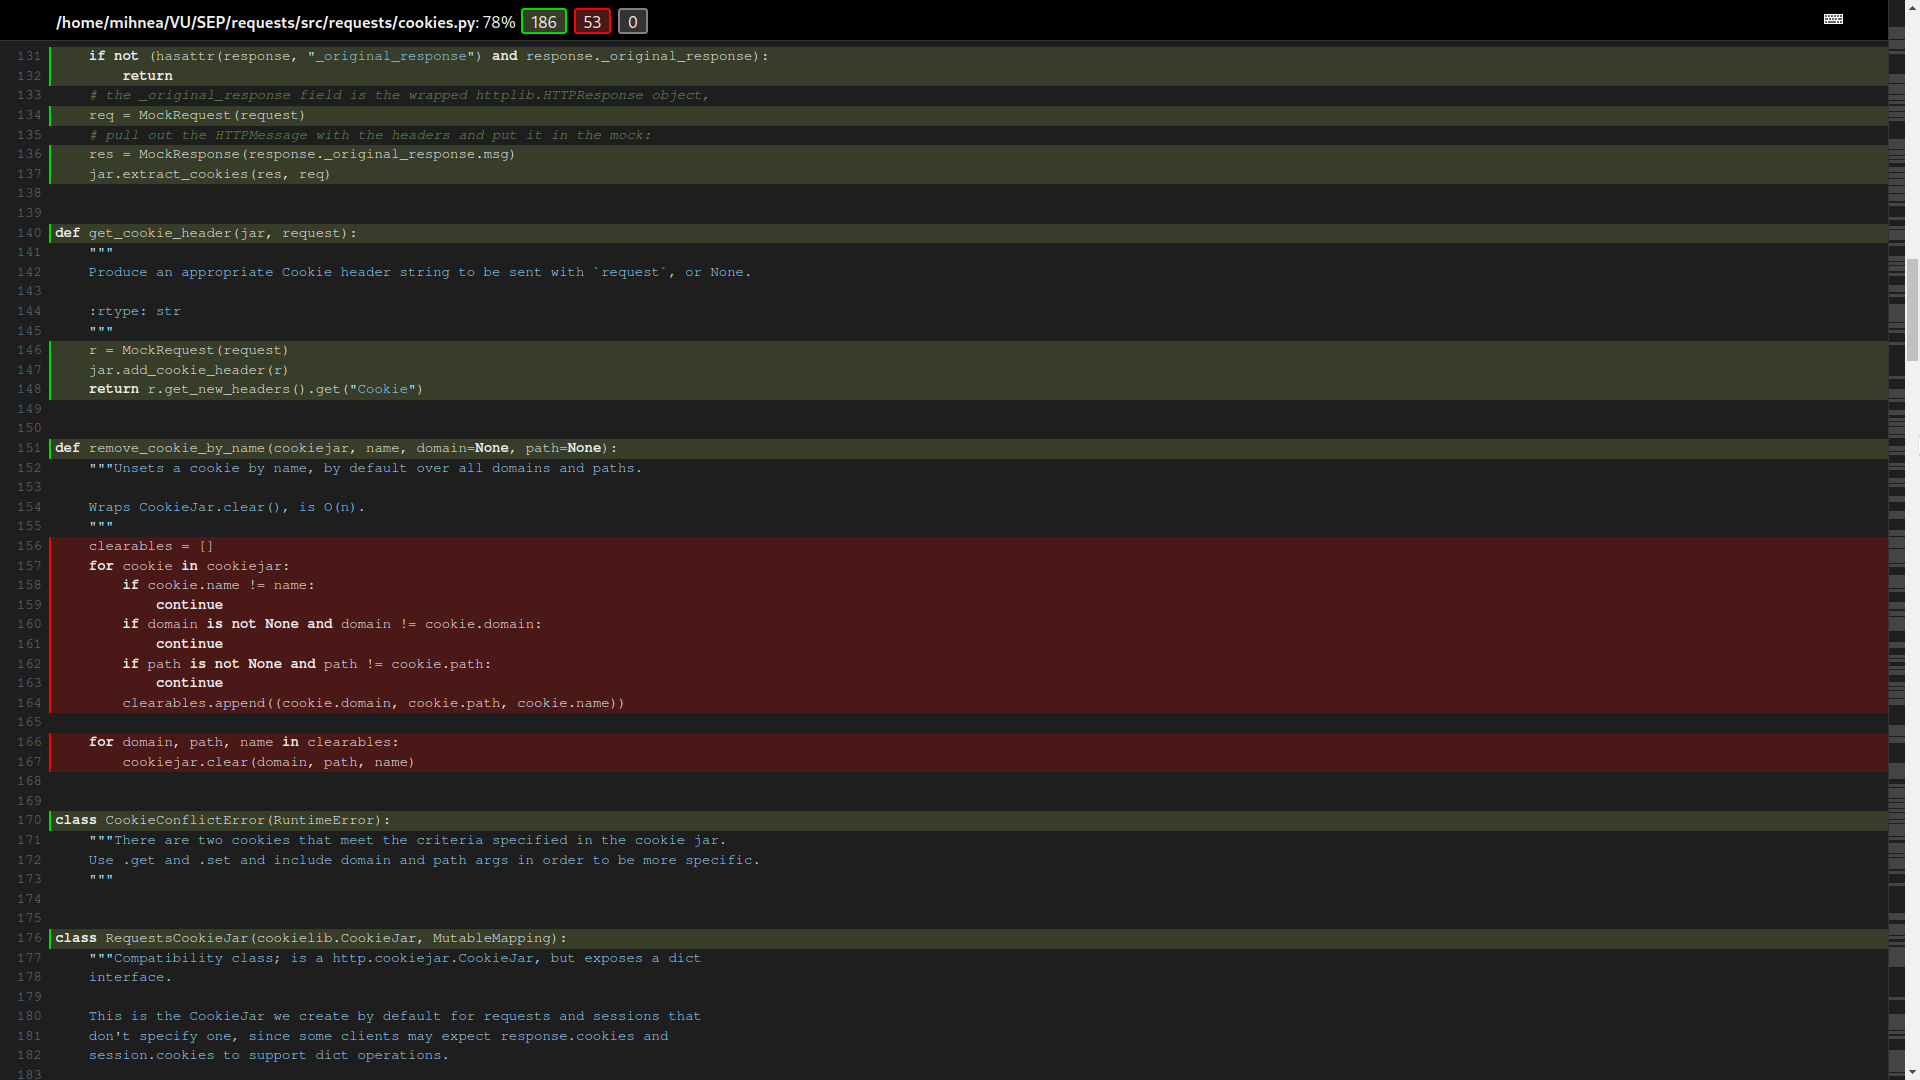 /home/mihnea/VU/SEP/requests/src/requests/cookies.py: 78% 186 53 0
131     if not (hasattr(response, "_original_response") and response._original_response):
132         return
133     # the _original_response field is the wrapped httplib.HTTPResponse object,
134     req = MockRequest(request)
135     # pull out the HTTPMessage with the headers and put it in the mock:
136     res = MockResponse(response._original_response.msg)
137     jar.extract_cookies(res, req)
138
139
140 def get_cookie_header(jar, request):
141     """
142     Produce an appropriate Cookie header string to be sent with `request`, or None.
143
144     :rtype: str
145     """
146     r = MockRequest(request)
147     jar.add_cookie_header(r)
148     return r.get_new_headers().get("Cookie")
149
150
151 def remove_cookie_by_name(cookiejar, name, domain=None, path=None):
152     """Unsets a cookie by name, by default over all domains and paths.
153
154     Wraps CookieJar.clear(), is O(n).
155     """
156     clearables = []
157     for cookie in cookiejar:
158         if cookie.name != name:
159             continue
160         if domain is not None and domain != cookie.domain:
161             continue
162         if path is not None and path != cookie.path:
163             continue
164         clearables.append((cookie.domain, cookie.path, cookie.name))
165
166     for domain, path, name in clearables:
167         cookiejar.clear(domain, path, name)
168
169
170 class CookieConflictError(RuntimeError):
171     """There are two cookies that meet the criteria specified in the cookie jar.
172     Use .get and .set and include domain and path args in order to be more specific.
173     """
174
175
176 class RequestsCookieJar(cookielib.CookieJar, MutableMapping):
177     """Compatibility class; is a http.cookiejar.CookieJar, but exposes a dict
178     interface.
179
180     This is the CookieJar we create by default for requests and sessions that
181     don't specify one, since some clients may expect response.cookies and
182     session.cookies to support dict operations.
183